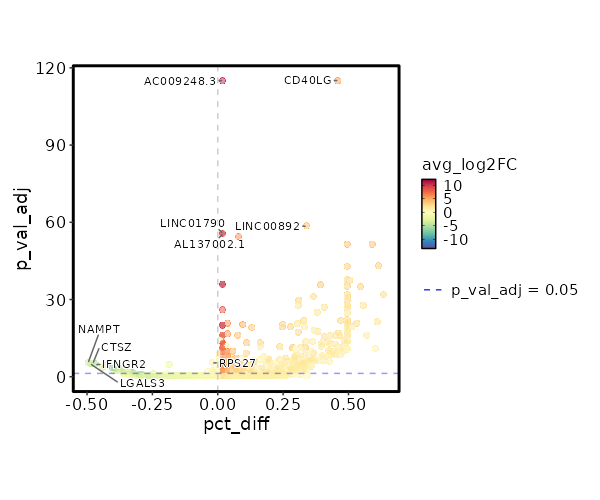 120
90
60
30
0
p_val_adj
-0.50
-0.25
0.00
0.25
0.50
pct_diff
AC009248.3
CD40LG
LINC01790
LINC00892
AL137002.1
NAMPT
CTSZ
IFNGR2
LGALS3
RPS27
avg_log2FC
10
5
0
-5
-10
p_val_adj = 0.05